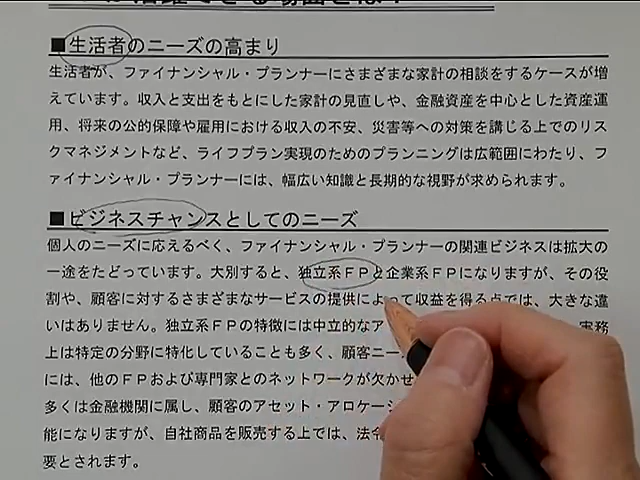 ■生活者のニーズの高まり
生活者が、ファイナンシャル・プランナーにさまざまな家計の相談をするケースが増
えています。収入と支出をもとにした家計の見直しや、金融資産を中心とした資産運
用、将来の公的保障や雇用における収入の不安、災害等への対策を講じる上でのリス
クマネジメントなど、ライフプラン実現のためのプランニングは広範囲にわたり、フ
ァイナンシャル・プランナーには、幅広い知識と長期的な視野が求められます。
■ビジネスチャンスとしてのニーズ
個人のニーズに応えるべく、ファイナンシャル・プランナーの関連ビジネスは拡大の
一途をたどっています。大別すると、独立系ＦＰと企業系ＦＰになりますが、その役
割や、顧客に対するさまざまなサービスの提供によって収益を得る点では、大きな違
いはありません。独立系ＦＰの特徴には中立的なア 実務
上は特定の分野に特化していることも多く、顧客ニー
には、他のＦＰおよび専門家とのネットワークが欠かせ
多くは金融機関に属し、顧客のアセット・アロケーシ
能になりますが、自社商品を販売する上では、法令
要とされます。